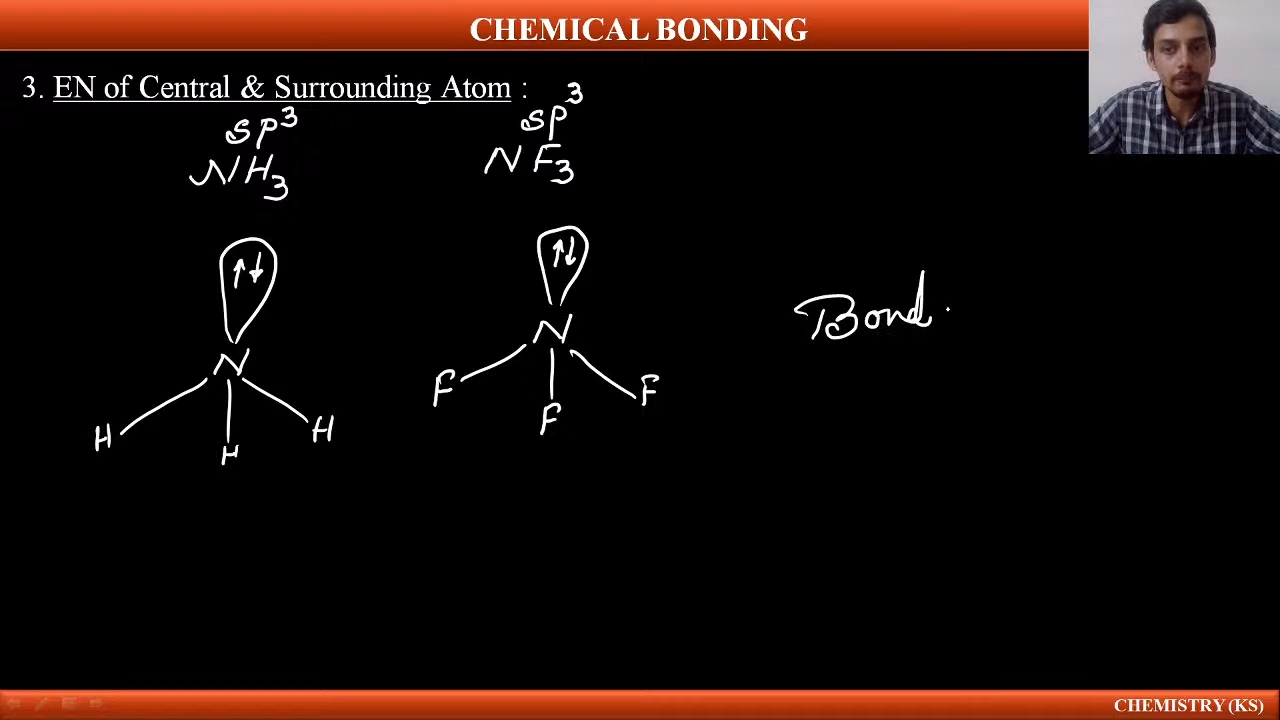 CHEMICAL BONDING
3. EN of Central & Surrounding Atom :
sp³ sp³
NH₃ NF₃
↑↓ ↑↓
N N
H H H F F F
Bond.
CHEMISTRY (KS)